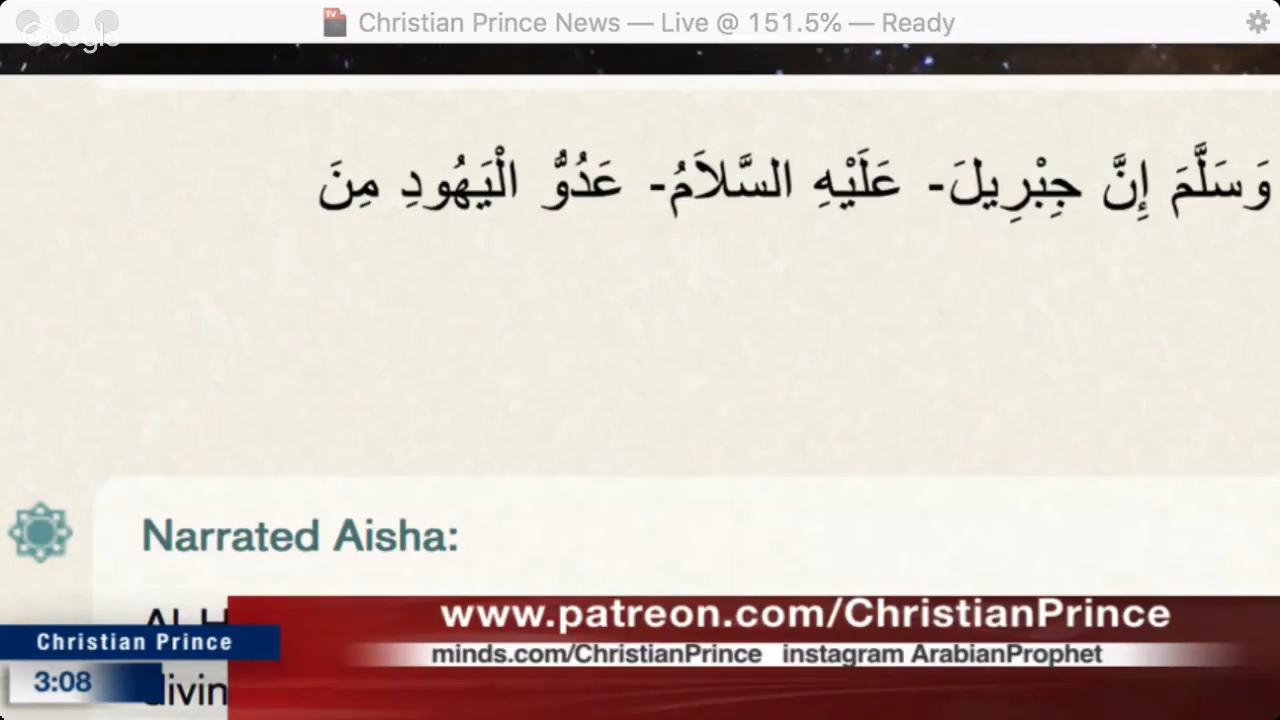 Christian Prince News — Live @ 151.5% — Ready
Google
وَسَلَّمَ إِنَّ جِبْرِيلَ- عَلَيْهِ السَّلاَمُ- عَدُوُّ الْيَهُودِ مِنَ
Narrated Aisha:
www.patreon.com/ChristianPrince
Christian Prince
minds.com/ChristianPrince instagram ArabianProphet
3:08